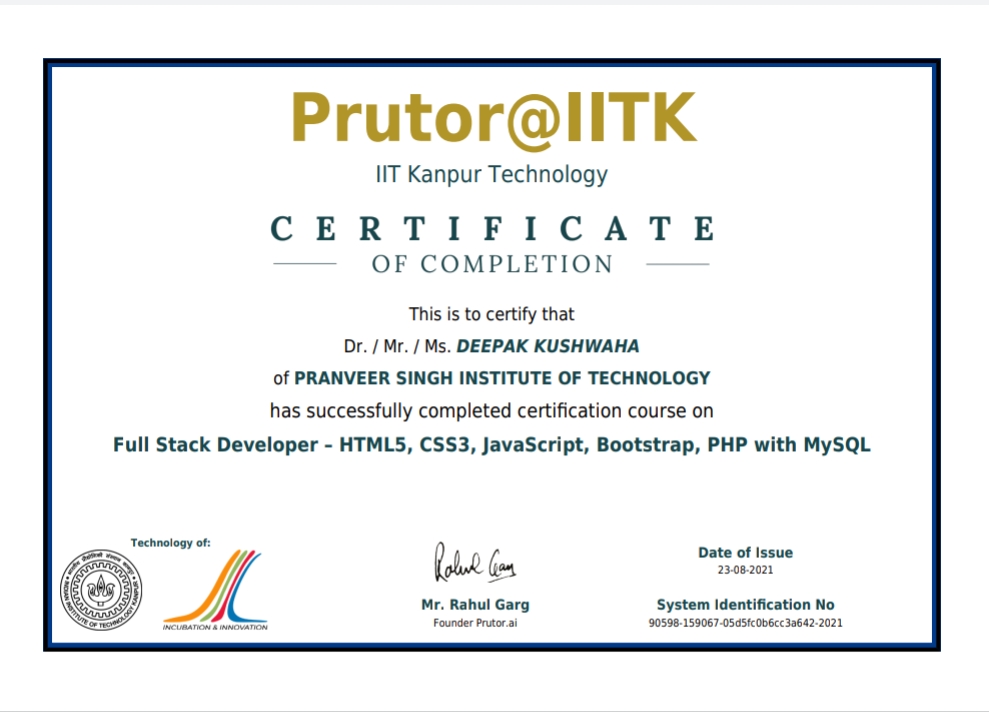 Prutor@IITK
IIT Kanpur Technology
CERTIFICATE
OF COMPLETION
This is to certify that
Dr. / Mr. / Ms. DEEPAK KUSHWAHA
of PRANVEER SINGH INSTITUTE OF TECHNOLOGY
has successfully completed certification course on
Full Stack Developer – HTML5, CSS3, JavaScript, Bootstrap, PHP with MySQL
Technology of:
INDIAN INSTITUTE OF TECHNOLOGY KANPUR
INCUBATION & INNOVATION
Rahul Garg
Mr. Rahul Garg
Founder Prutor.ai
Date of Issue
23-08-2021
System Identification No
90598-159067-05d5fc0b6cc3a642-2021